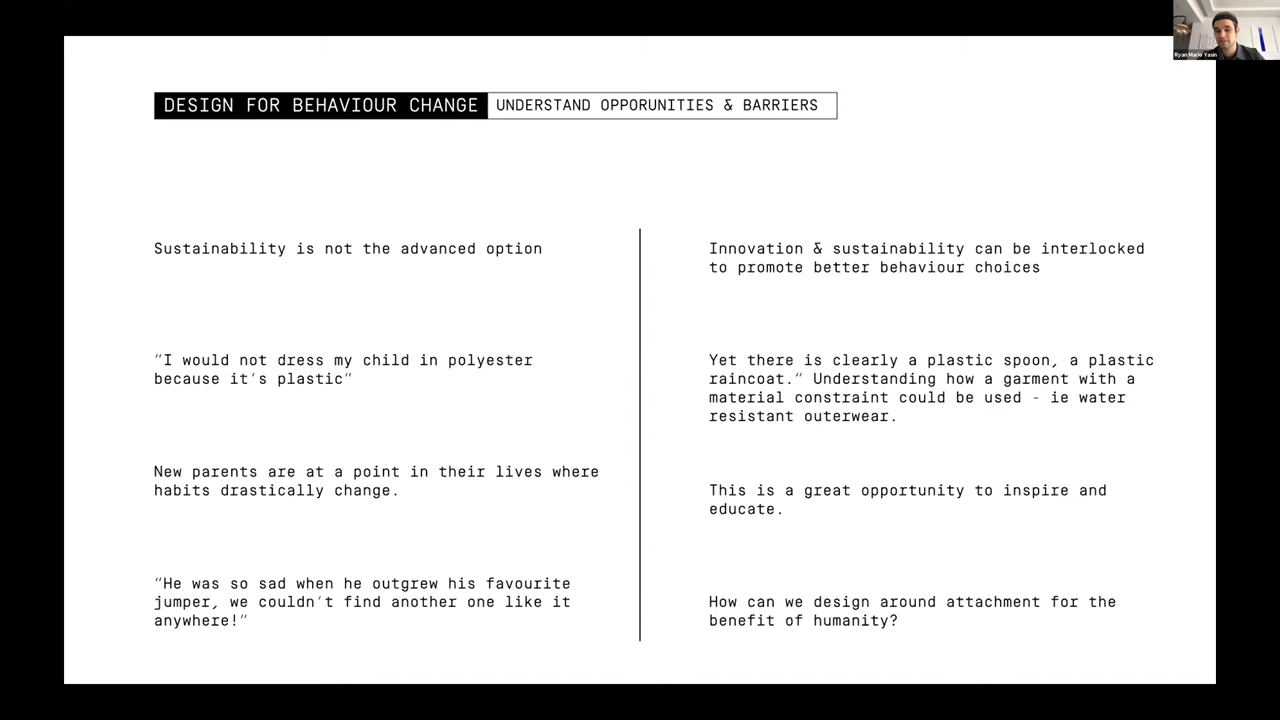 Ryan Mario Yasin
DESIGN FOR BEHAVIOUR CHANGE UNDERSTAND OPPORUNITIES & BARRIERS
Sustainability is not the advanced option
"I would not dress my child in polyester
because it's plastic"
New parents are at a point in their lives where
habits drastically change.
"He was so sad when he outgrew his favourite
jumper, we couldn't find another one like it
anywhere!"
Innovation & sustainability can be interlocked
to promote better behaviour choices
Yet there is clearly a plastic spoon, a plastic
raincoat." Understanding how a garment with a
material constraint could be used - ie water
resistant outerwear.
This is a great opportunity to inspire and
educate.
How can we design around attachment for the
benefit of humanity?